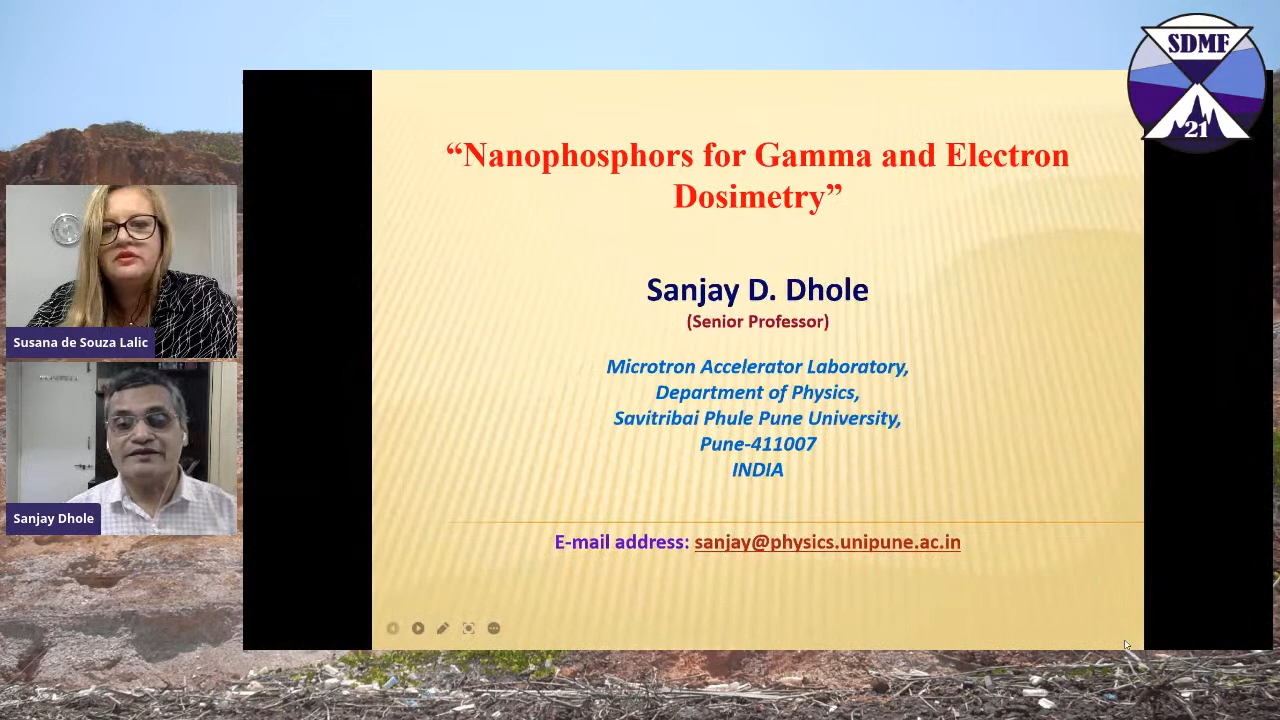 SDMF
21
“Nanophosphors for Gamma and Electron
Dosimetry”
Sanjay D. Dhole
(Senior Professor)
Microtron Accelerator Laboratory,
Department of Physics,
Savitribai Phule Pune University,
Pune-411007
INDIA
E-mail address: sanjay@physics.unipune.ac.in
Susana de Souza Lalic
Sanjay Dhole